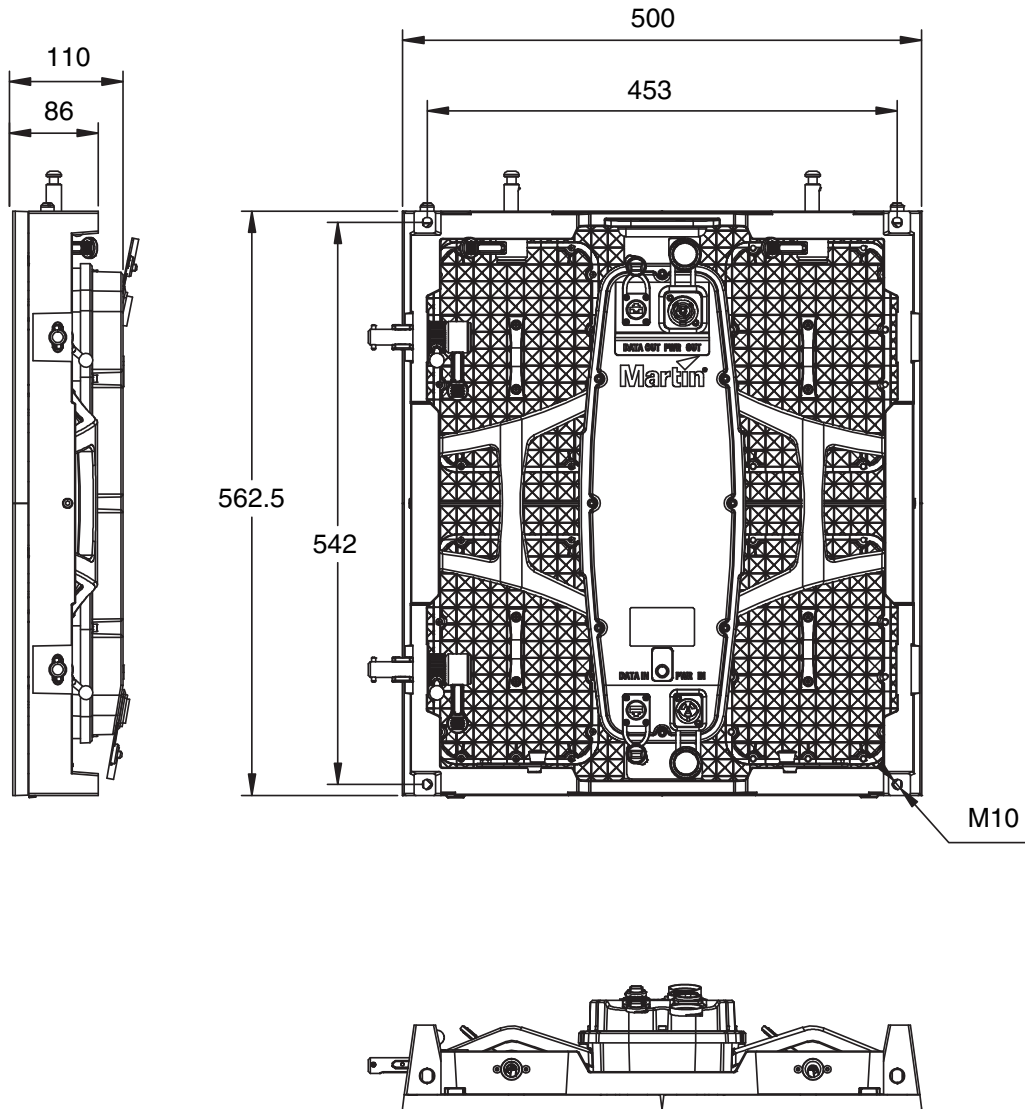 500
110
453
86
DATA OUT PWR OUT
Martin
562.5
542
DATA IN PWR IN
M10